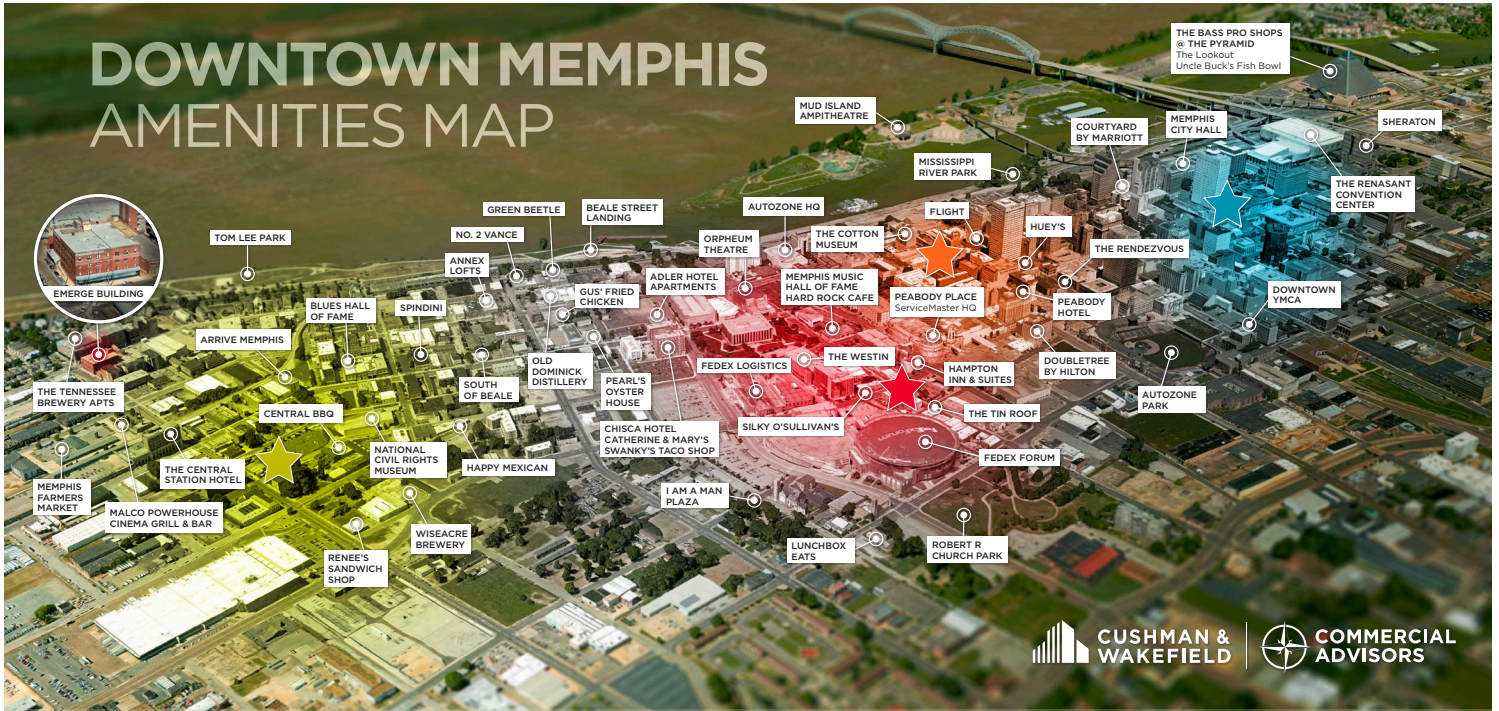 DOWNTOWN MEMPHIS
AMENITIES MAP
THE BASS PRO SHOPS
@ THE PYRAMID
The Lookout
Uncle Buck's Fish Bowl
MUD ISLAND
AMPITHEATRE
COURTYARD
BY MARRIOTT
MEMPHIS
CITY HALL
SHERATON
MISSISSIPPI
RIVER PARK
THE RENASANT
CONVENTION
CENTER
EMERGE BUILDING
TOM LEE PARK
GREEN BEETLE
BEALE STREET
LANDING
AUTOZONE HQ
FLIGHT
NO. 2 VANCE
ORPHEUM
THEATRE
THE COTTON
MUSEUM
HUEY'S
THE RENDEZVOUS
ANNEX
LOFTS
GUS' FRIED
CHICKEN
ADLER HOTEL
APARTMENTS
MEMPHIS MUSIC
HALL OF FAME
HARD ROCK CAFE
PEABODY PLACE
ServiceMaster HQ
PEABODY
HOTEL
DOWNTOWN
YMCA
BLUES HALL
OF FAME
SPINDINI
ARRIVE MEMPHIS
OLD
DOMINICK
DISTILLERY
FEDEX LOGISTICS
THE WESTIN
HAMPTON
INN & SUITES
DOUBLETREE
BY HILTON
THE TENNESSEE
BREWERY APTS
SOUTH
OF BEALE
PEARL'S
OYSTER
HOUSE
AUTOZONE
PARK
CENTRAL BBQ
SILKY O'SULLIVAN'S
THE TIN ROOF
CHISCA HOTEL
CATHERINE & MARY'S
SWANKY'S TACO SHOP
forum
FEDEX FORUM
THE CENTRAL
STATION HOTEL
NATIONAL
CIVIL RIGHTS
MUSEUM
HAPPY MEXICAN
MEMPHIS
FARMERS
MARKET
MALCO POWERHOUSE
CINEMA GRILL & BAR
I AM A MAN
PLAZA
WISEACRE
BREWERY
RENEE'S
SANDWICH
SHOP
LUNCHBOX
EATS
ROBERT R
CHURCH PARK
CUSHMAN &
WAKEFIELD
COMMERCIAL
ADVISORS